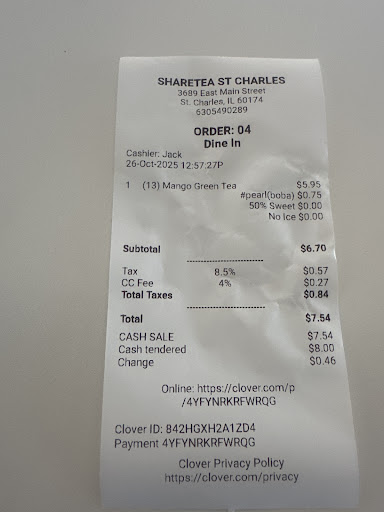 SHARETEA ST CHARLES
3689 East Main Street
St. Charles, IL 60174
6305490289
ORDER: 04
Dine In
Cashier: Jack
26-Oct-2025 12:57:27P
1 (13) Mango Green Tea $5.95
#pearl(boba) $0.75
50% Sweet $0.00
No Ice $0.00
Subtotal $6.70
Tax 8.5% $0.57
CC Fee 4% $0.27
Total Taxes $0.84
Total $7.54
CASH SALE $7.54
Cash tendered $8.00
Change $0.46
Online: https://clover.com/p
/4YFYNRKRFWRQG
Clover ID: 842HGXH2A1ZD4
Payment 4YFYNRKRFWRQG
Clover Privacy Policy
https://clover.com/privacy